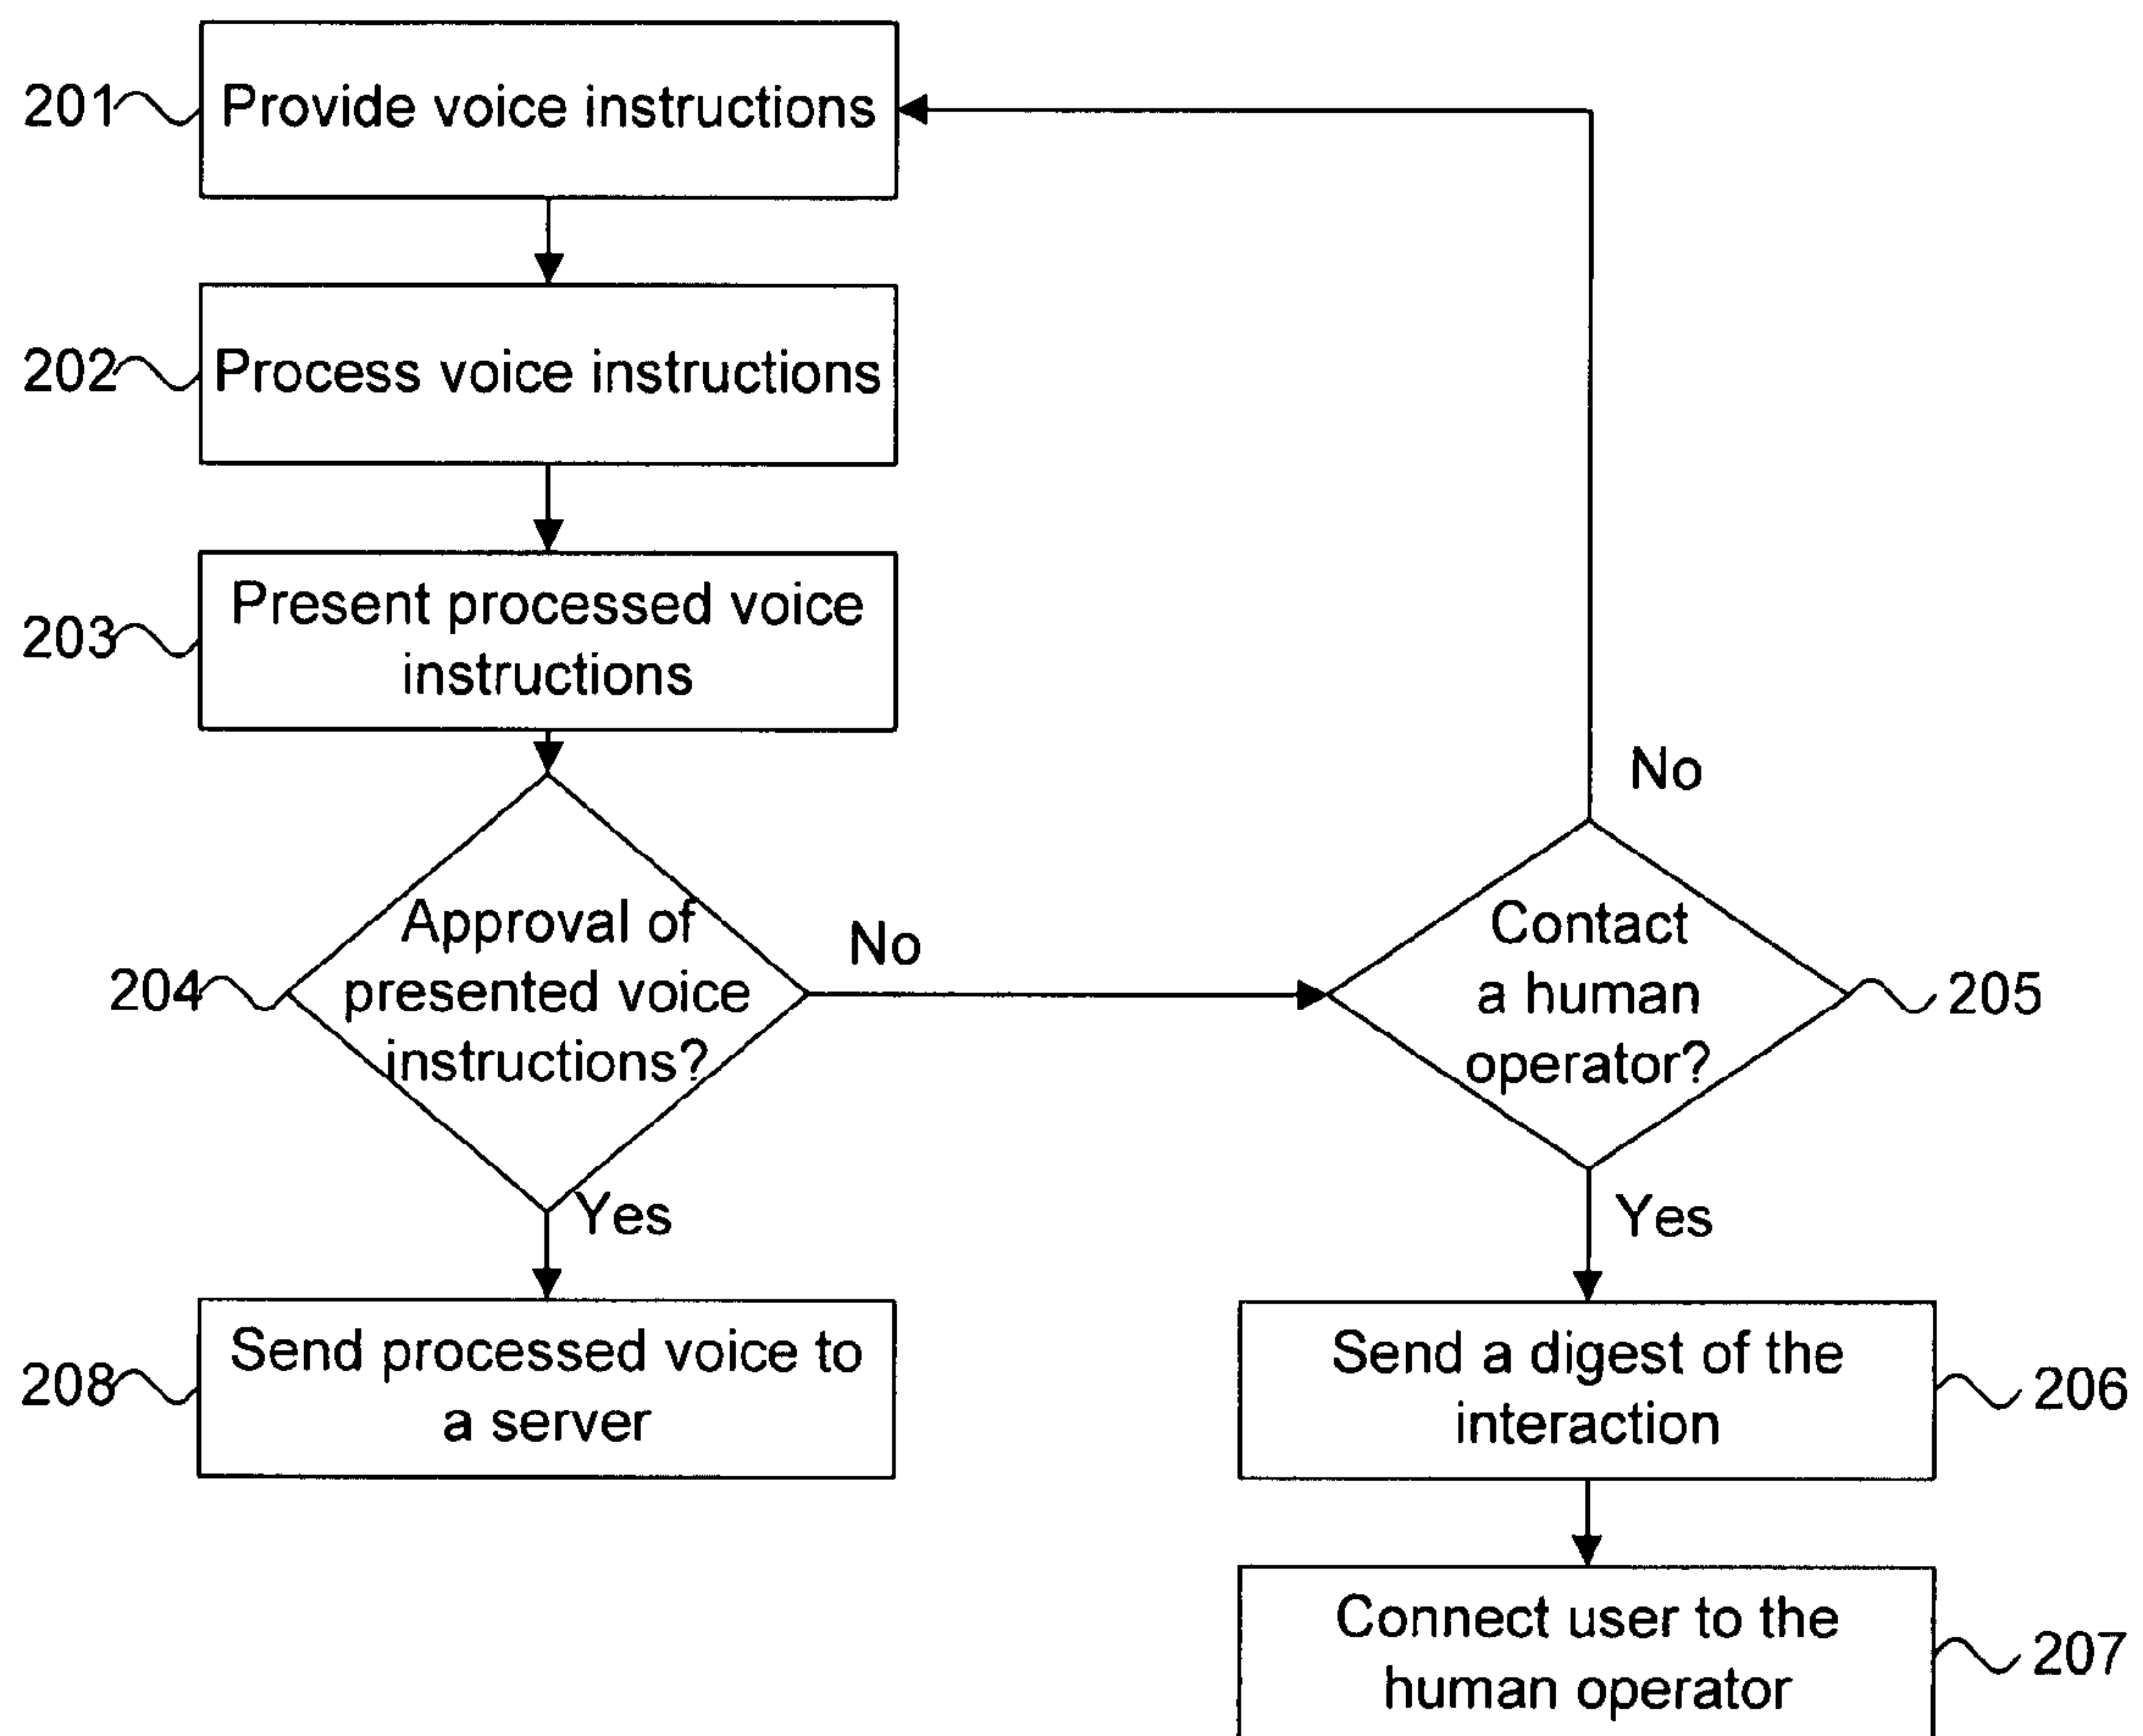 201
Provide voice instructions
202
Process voice instructions
203
Present processed voice
instructions
No
204
Approval of
presented voice
instructions?
No
Contact
a human
operator?
205
Yes
Yes
208
Send processed voice to
a server
Send a digest of the
interaction
206
Connect user to the
human operator
207